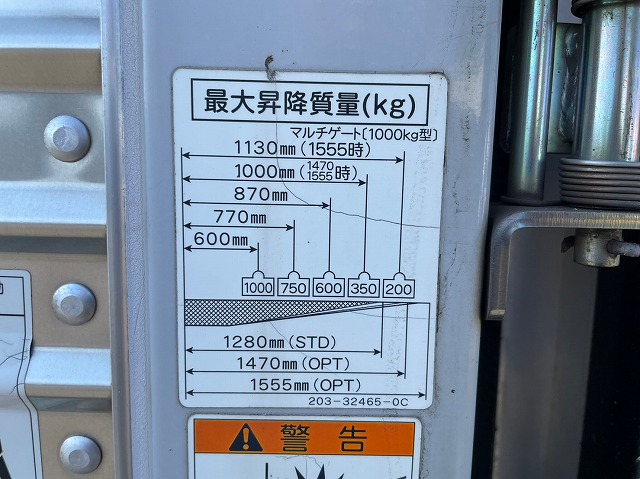 最大昇降質量(kg)
マルチゲート〔1000kg型〕
1130mm(1555時)
1000mm(1470 1555時)
870mm
770mm
600mm
1000 750 600 350 200
1280mm(STD)
1470mm(OPT)
1555mm(OPT)
203-32465-0C
警告